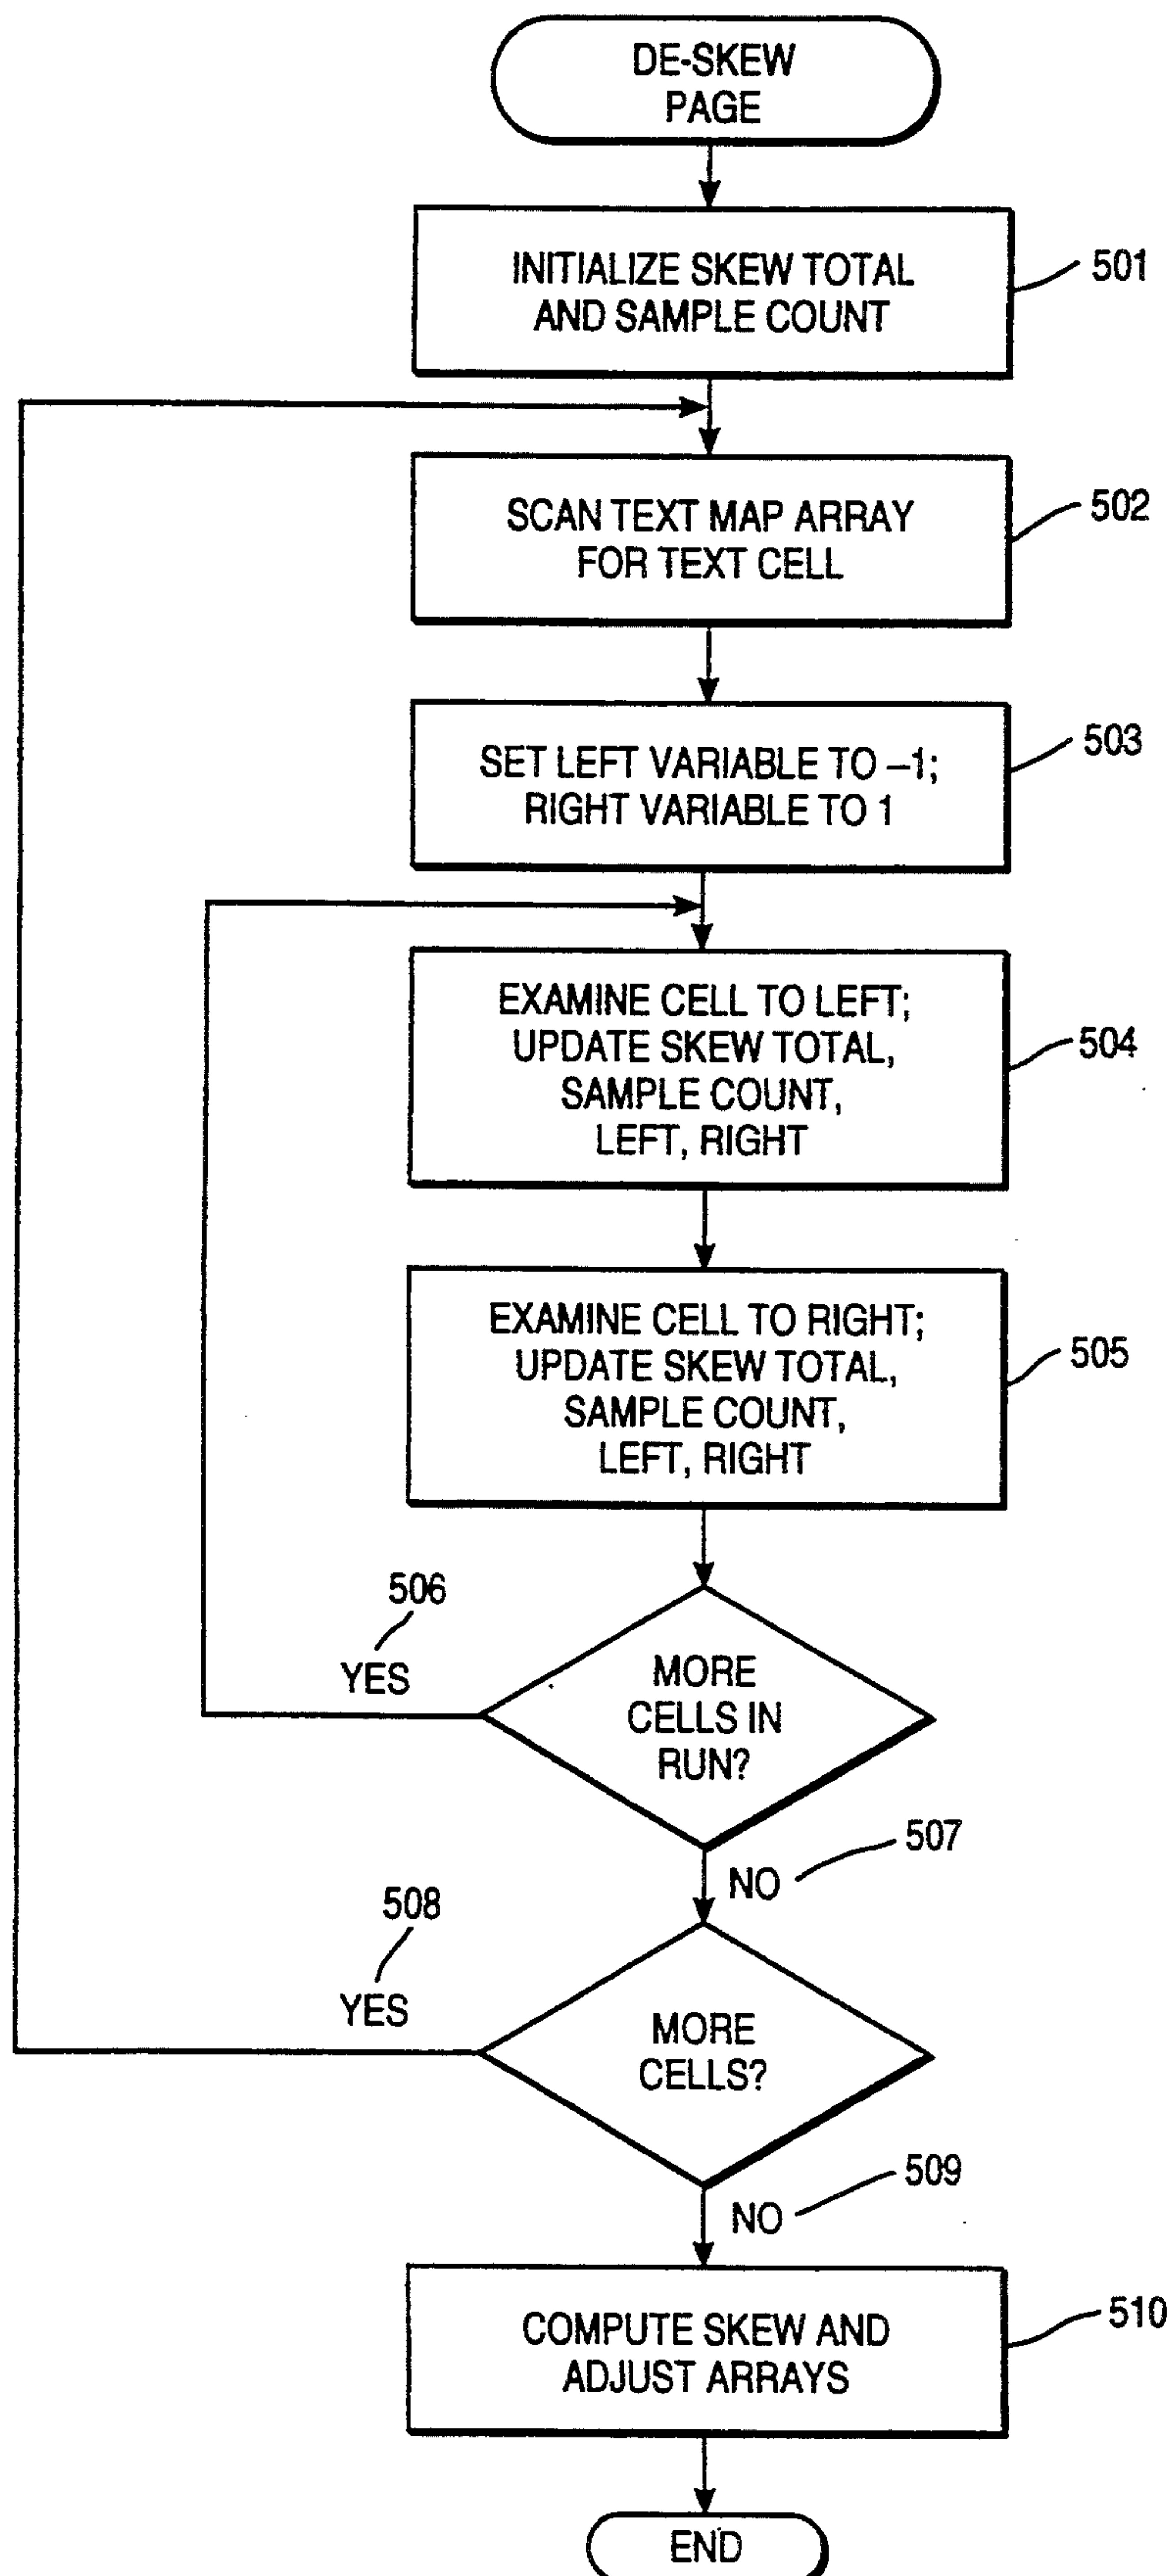 DE-SKEW
PAGE
INITIALIZE SKEW TOTAL
AND SAMPLE COUNT
501
SCAN TEXT MAP ARRAY
FOR TEXT CELL
502
SET LEFT VARIABLE TO –1;
RIGHT VARIABLE TO 1
503
EXAMINE CELL TO LEFT;
UPDATE SKEW TOTAL,
SAMPLE COUNT,
LEFT, RIGHT
504
EXAMINE CELL TO RIGHT;
UPDATE SKEW TOTAL,
SAMPLE COUNT,
LEFT, RIGHT
505
506
YES
MORE
CELLS IN
RUN?
507
NO
508
YES
MORE
CELLS?
509
NO
COMPUTE SKEW AND
ADJUST ARRAYS
510
END